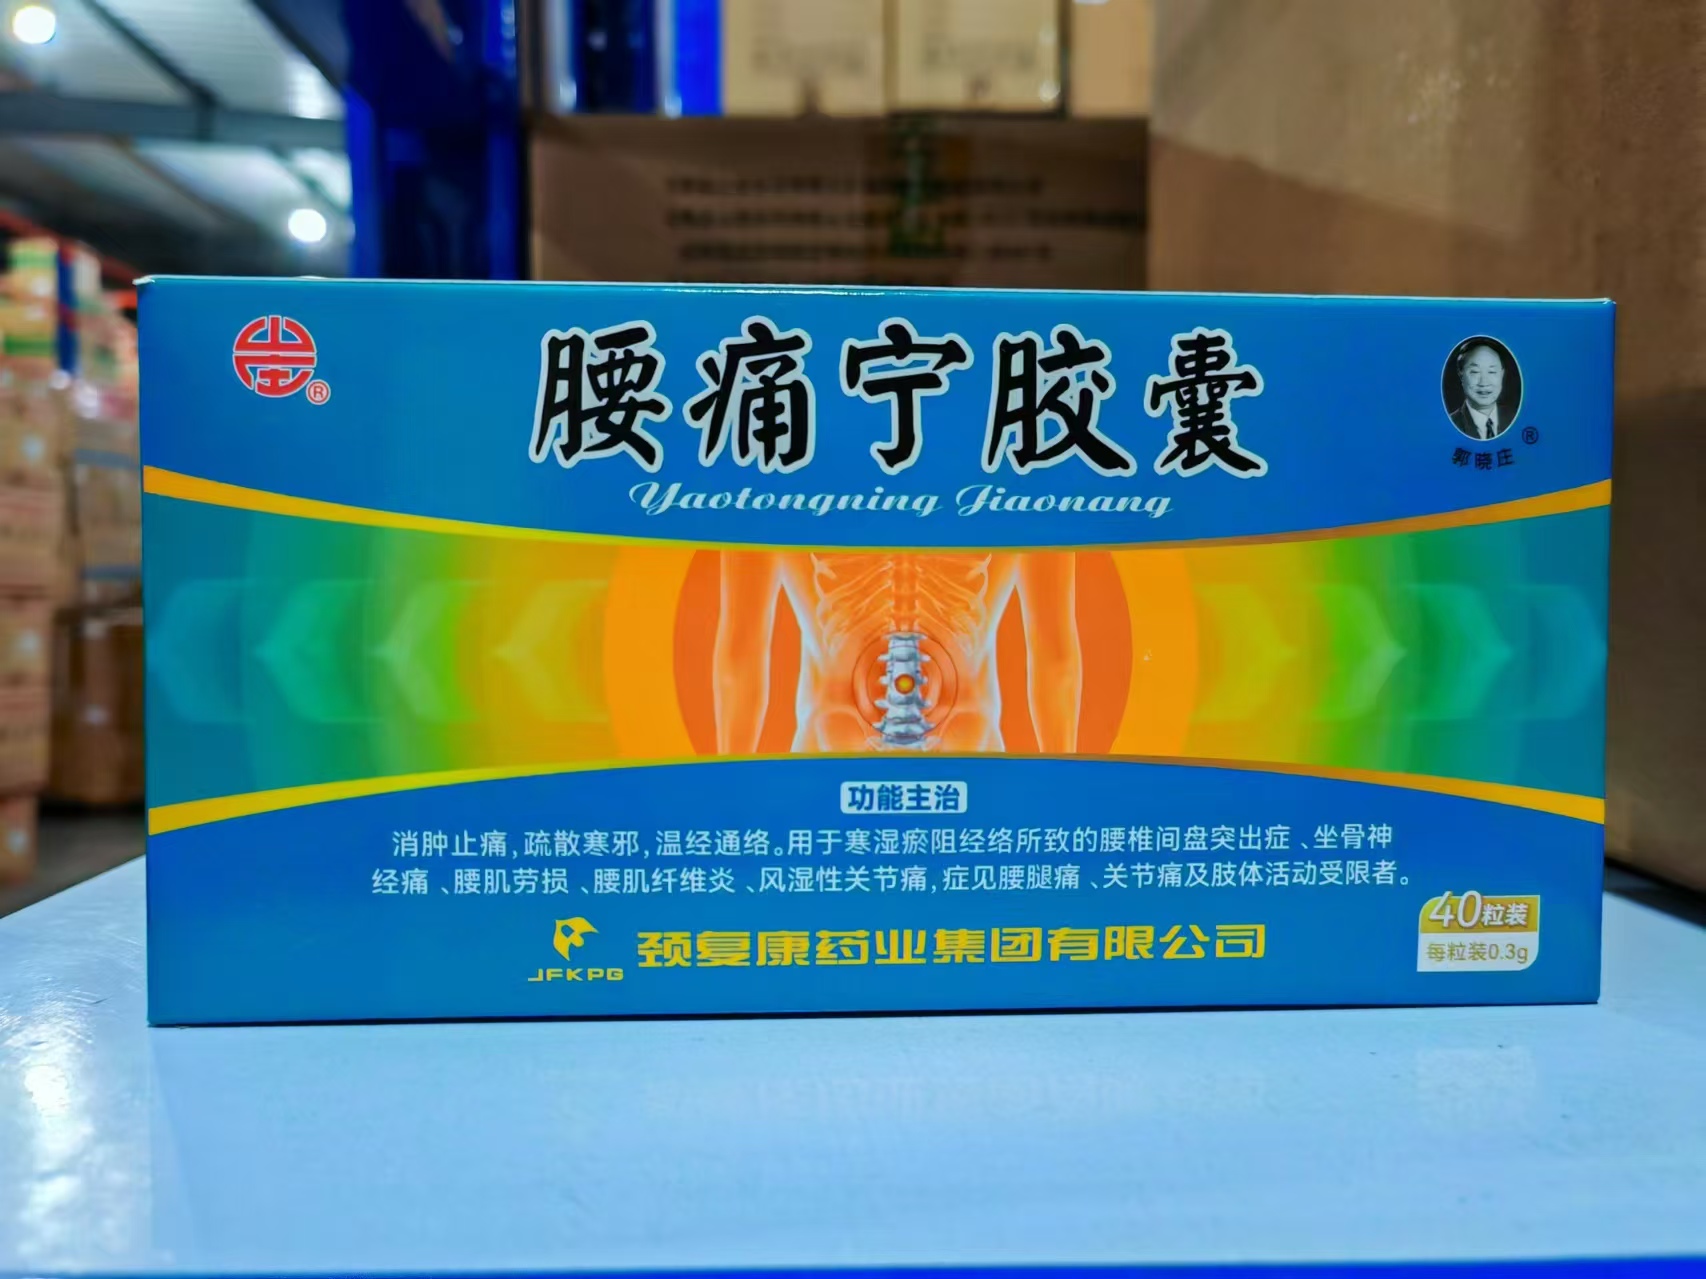 腰痛宁胶囊
Yaotongning Jiaonang
郭晓庄
功能主治
消肿止痛,疏散寒邪,温经通络。用于寒湿瘀阻经络所致的腰椎间盘突出症、坐骨神
经痛、腰肌劳损、腰肌纤维炎、风湿性关节痛,症见腰腿痛、关节痛及肢体活动受限者。
40粒装
每粒装0.3g
JFKPG
颈复康药业集团有限公司